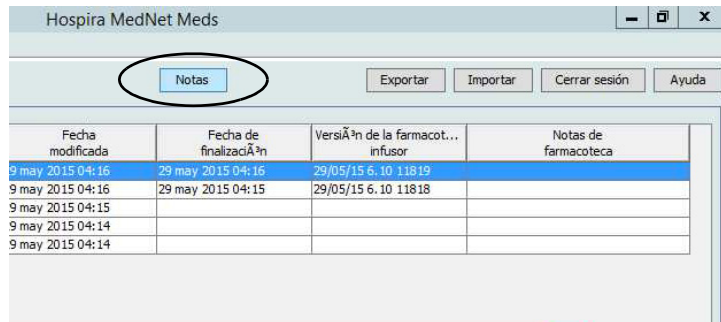 Hospira MedNet Meds
Notas Exportar Importar Cerrar sesión Ayuda
Fecha modificada Fecha de finalizaciÃ³n VersiÃ³n de la farmacot... infusor Notas de farmacoteca
9 may 2015 04:16 29 may 2015 04:16 29/05/15 6.10 11819
9 may 2015 04:16 29 may 2015 04:15 29/05/15 6.10 11818
9 may 2015 04:15
9 may 2015 04:14
9 may 2015 04:14